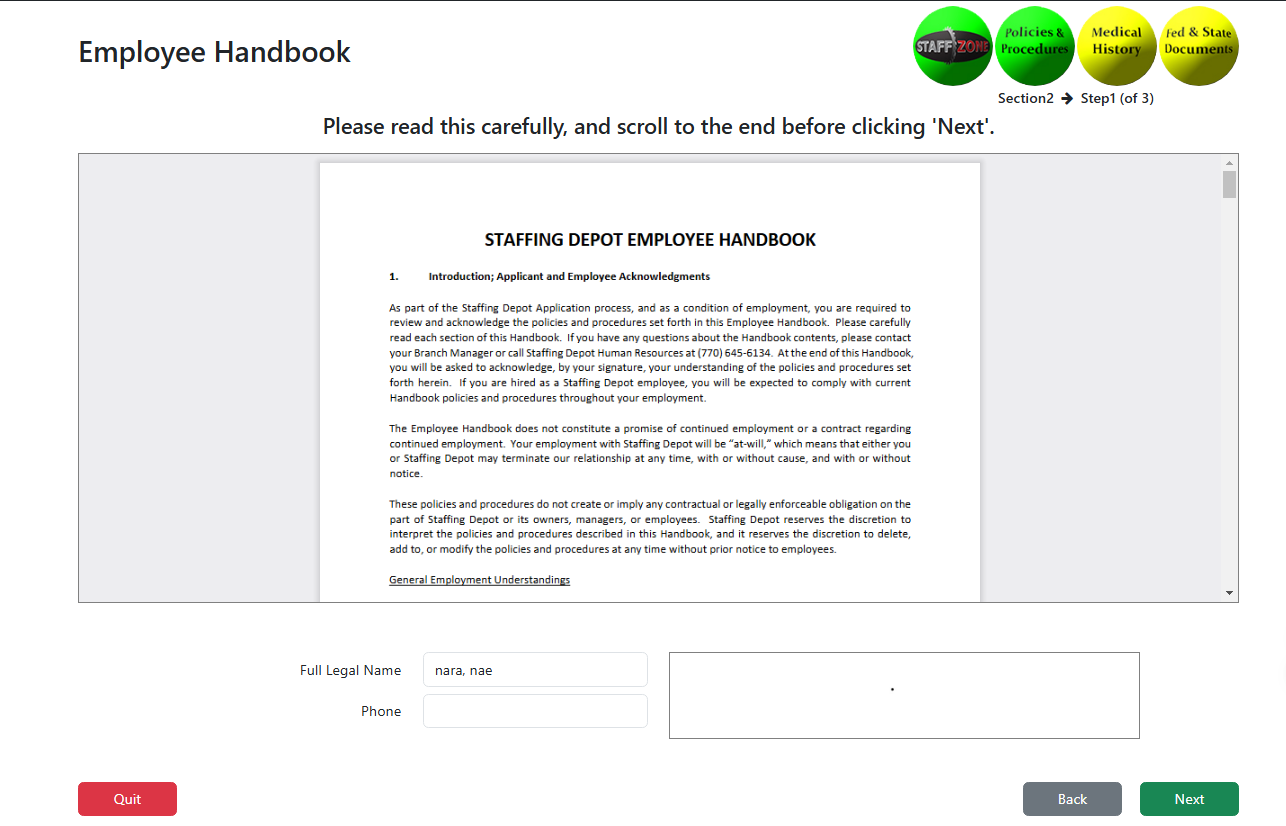 Employee Handbook
STAFF ZONE
Policies &
Procedures
Medical
History
Fed & State
Documents
Section2 → Step1 (of 3)
Please read this carefully, and scroll to the end before clicking 'Next'.
STAFFING DEPOT EMPLOYEE HANDBOOK
1. Introduction; Applicant and Employee Acknowledgments
As part of the Staffing Depot Application process, and as a condition of employment, you are required to
review and acknowledge the policies and procedures set forth in this Employee Handbook. Please carefully
read each section of this Handbook. If you have any questions about the Handbook contents, please contact
your Branch Manager or call Staffing Depot Human Resources at (770) 645-6134. At the end of this Handbook,
you will be asked to acknowledge, by your signature, your understanding of the policies and procedures set
forth herein. If you are hired as a Staffing Depot employee, you will be expected to comply with current
Handbook policies and procedures throughout your employment.
The Employee Handbook does not constitute a promise of continued employment or a contract regarding
continued employment. Your employment with Staffing Depot will be “at-will,” which means that either you
or Staffing Depot may terminate our relationship at any time, with or without cause, and with or without
notice.
These policies and procedures do not create or imply any contractual or legally enforceable obligation on the
part of Staffing Depot or its owners, managers, or employees. Staffing Depot reserves the discretion to
interpret the policies and procedures described in this Handbook, and it reserves the discretion to delete,
add to, or modify the policies and procedures at any time without prior notice to employees.
General Employment Understandings
Full Legal Name nara, nae
Phone
.
Quit
Back
Next